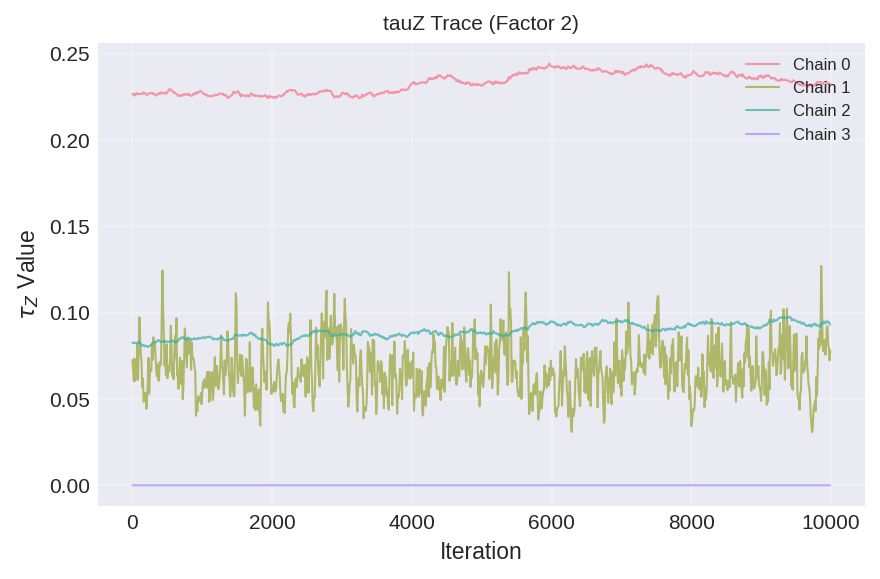 tauZ Trace (Factor 2)
0.25
0.20
0.15
0.10
0.05
0.00
τZ Value
Chain 0
Chain 1
Chain 2
Chain 3
0 2000 4000 6000 8000 10000
Iteration